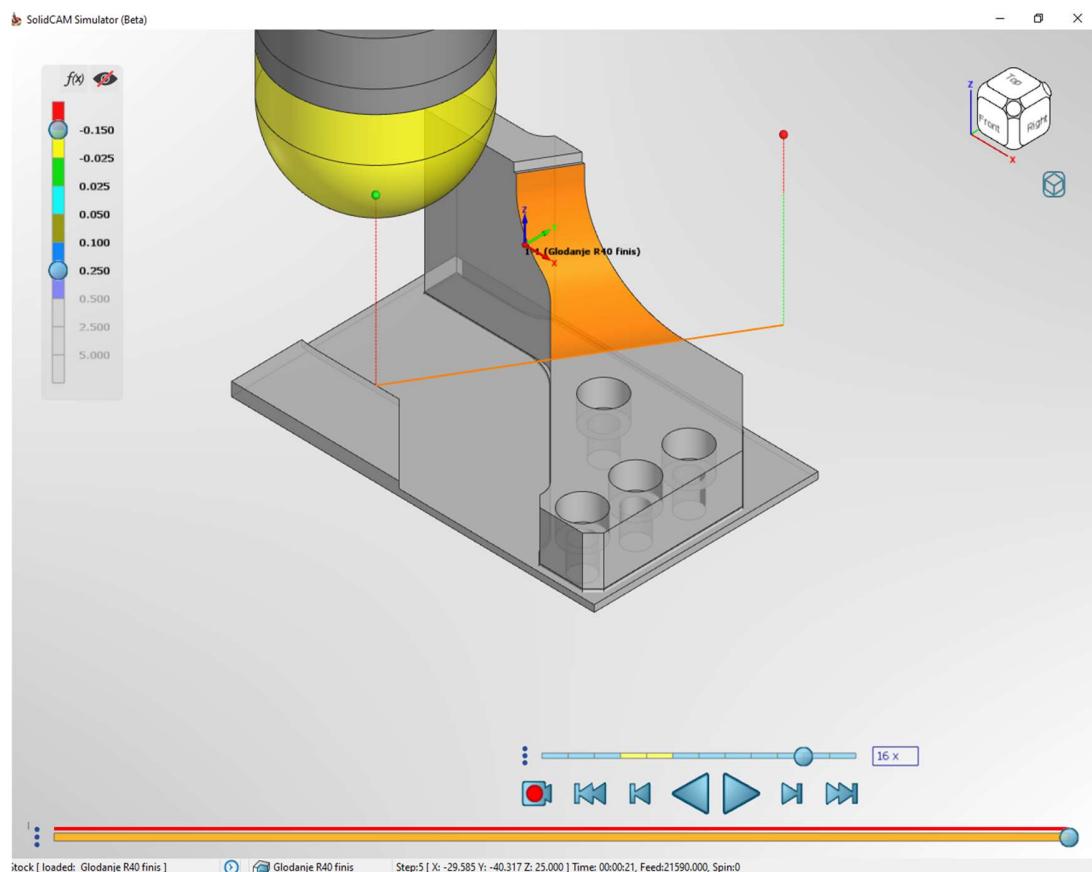 SolidCAM Simulator (Beta)
f(x)
-0.150
-0.025
0.025
0.050
0.100
0.250
0.500
2.500
5.000
Top
Front
Right
Z
X
Z
Y
X
(Glodanje R40 finis)
16 x
Stock [ loaded: Glodanje R40 finis ]
Glodanje R40 finis
Step:5 [ X: -29.585 Y: -40.317 Z: 25.000 ] Time: 00:00:21, Feed:21590.000, Spin:0